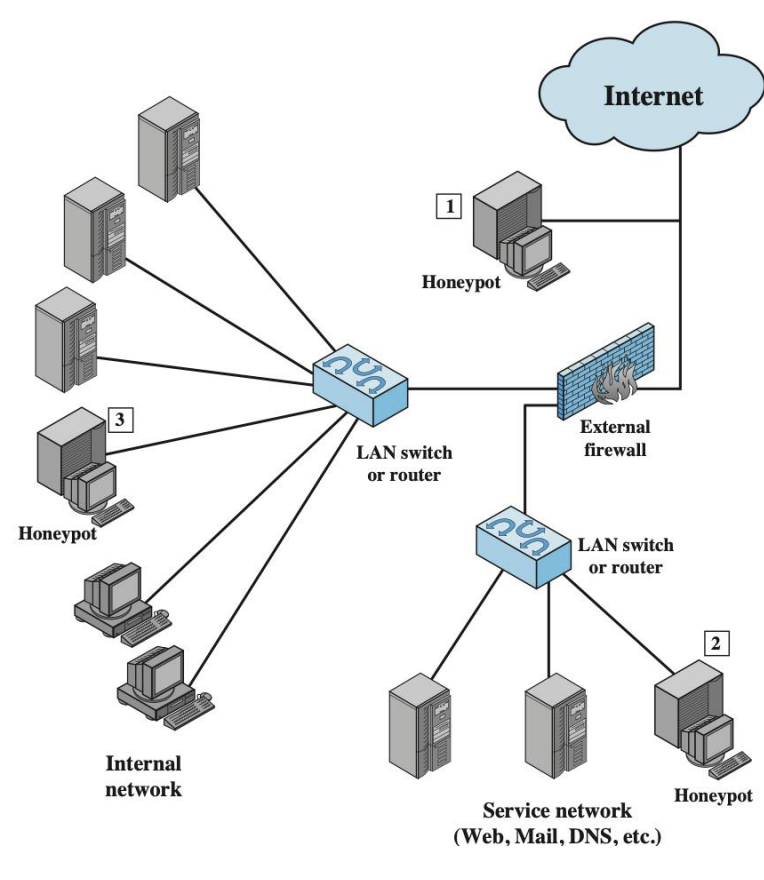 Internet
1
Honeypot
External
firewall
LAN switch
or router
3
Honeypot
LAN switch
or router
2
Honeypot
Internal
network
Service network
(Web, Mail, DNS, etc.)